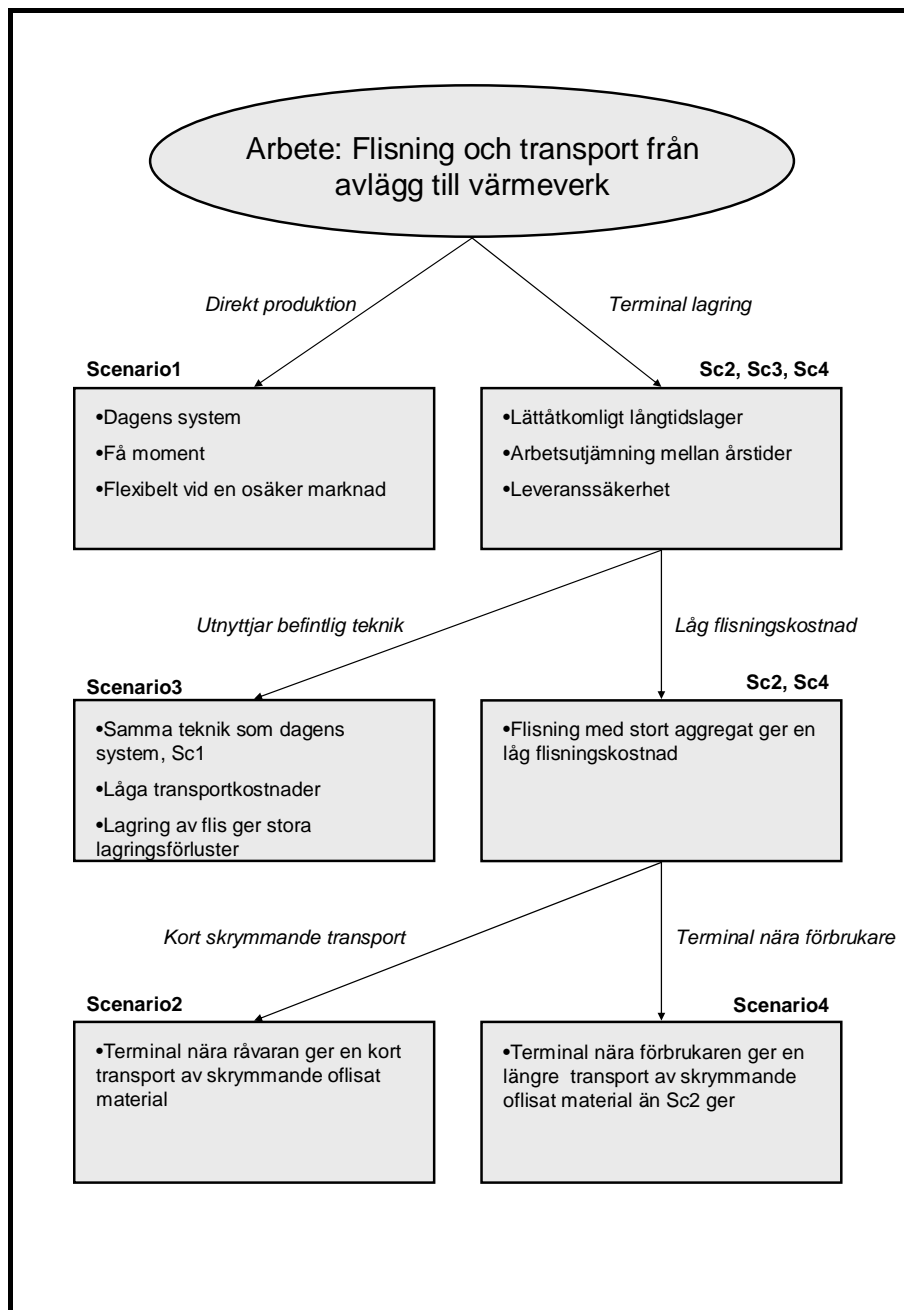 Arbete: Flisning och transport från
avlägg till värmeverk
Direkt produktion
Terminal lagring
Scenario1
Sc2, Sc3, Sc4
•Dagens system
•Få moment
•Flexibelt vid en osäker marknad
•Lättåtkomligt långtidslager
•Arbetsutjämning mellan årstider
•Leveranssäkerhet
Utnyttjar befintlig teknik
Låg flisningskostnad
Scenario3
Sc2, Sc4
•Samma teknik som dagens
system, Sc1
•Låga transportkostnader
•Lagring av flis ger stora
lagringsförluster
•Flisning med stort aggregat ger en
låg flisningskostnad
Kort skrymmande transport
Terminal nära förbrukare
Scenario2
Scenario4
•Terminal nära råvaran ger en kort
transport av skrymmande oflisat
material
•Terminal nära förbrukaren ger en
längre  transport av skrymmande
oflisat material än Sc2 ger